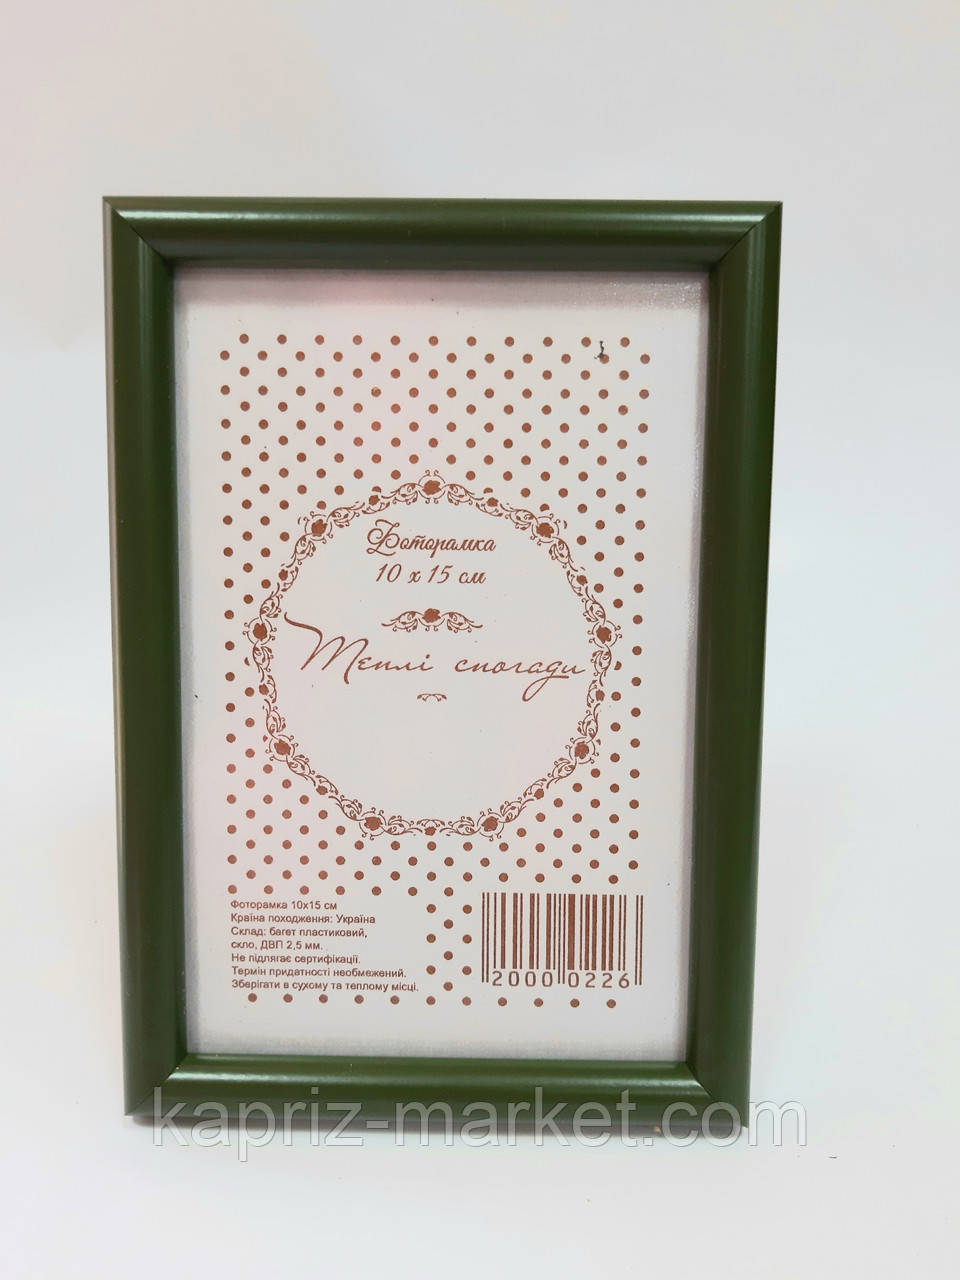 Фоторамка
10 х 15 см
Теплі спогади
Фоторамка 10х15 см
Країна походження: Україна
Склад: багет пластиковий,
скло, ДВП 2,5 мм.
Не підлягає сертифікації.
Термін придатності необмежений.
Зберігати в сухому та теплому місці.
2000 0226
kapriz-market.com